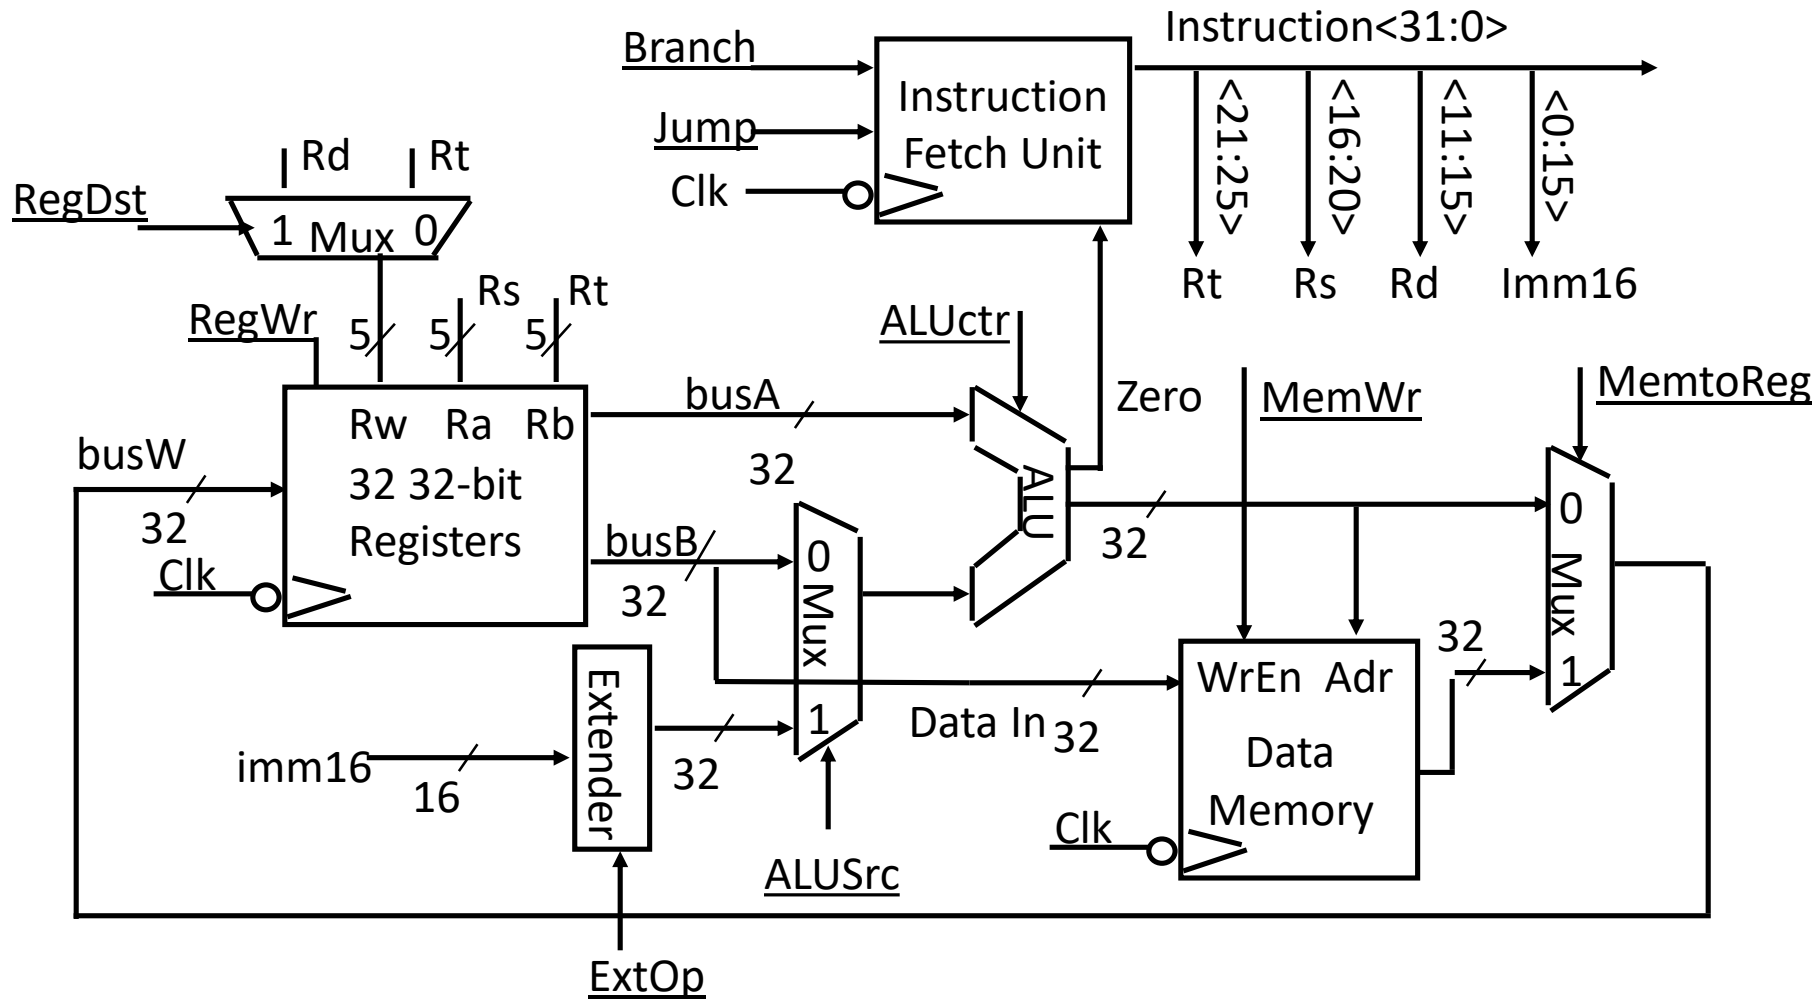 Instruction<31:0>
Branch
Instruction
Fetch Unit
Jump
Clk
<21:25>
<16:20>
<11:15>
<0:15>
Rt
Rs
Rd
Imm16
Rd
Rt
RegDst
1 Mux 0
RegWr
5
5
5
Rs
Rt
ALUctr
busA
32
Zero
MemWr
MemtoReg
Rw Ra Rb
32 32-bit
Registers
busW
32
Clk
busB
32
0
Mux
1
ALU
32
0
Mux
1
32
WrEn Adr
Data
Memory
Data In
32
Clk
Extender
imm16
16
32
ALUSrc
ExtOp